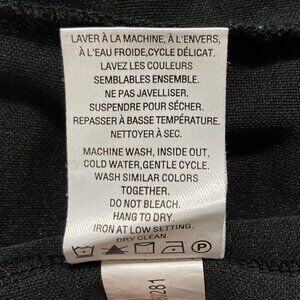 LAVER À LA MACHINE, À L'ENVERS,
À L'EAU FROIDE,CYCLE DÉLICAT.
LAVEZ LES COULEURS
SEMBLABLES ENSEMBLE.
NE PAS JAVELLISER.
SUSPENDRE POUR SÉCHER.
REPASSER À BASSE TEMPÉRATURE.
NETTOYER À SEC.
MACHINE WASH, INSIDE OUT,
COLD WATER,GENTLE CYCLE.
WASH SIMILAR COLORS
TOGETHER.
DO NOT BLEACH.
HANG TO DRY.
IRON AT LOW SETTING.
DRY CLEAN.
P
0281